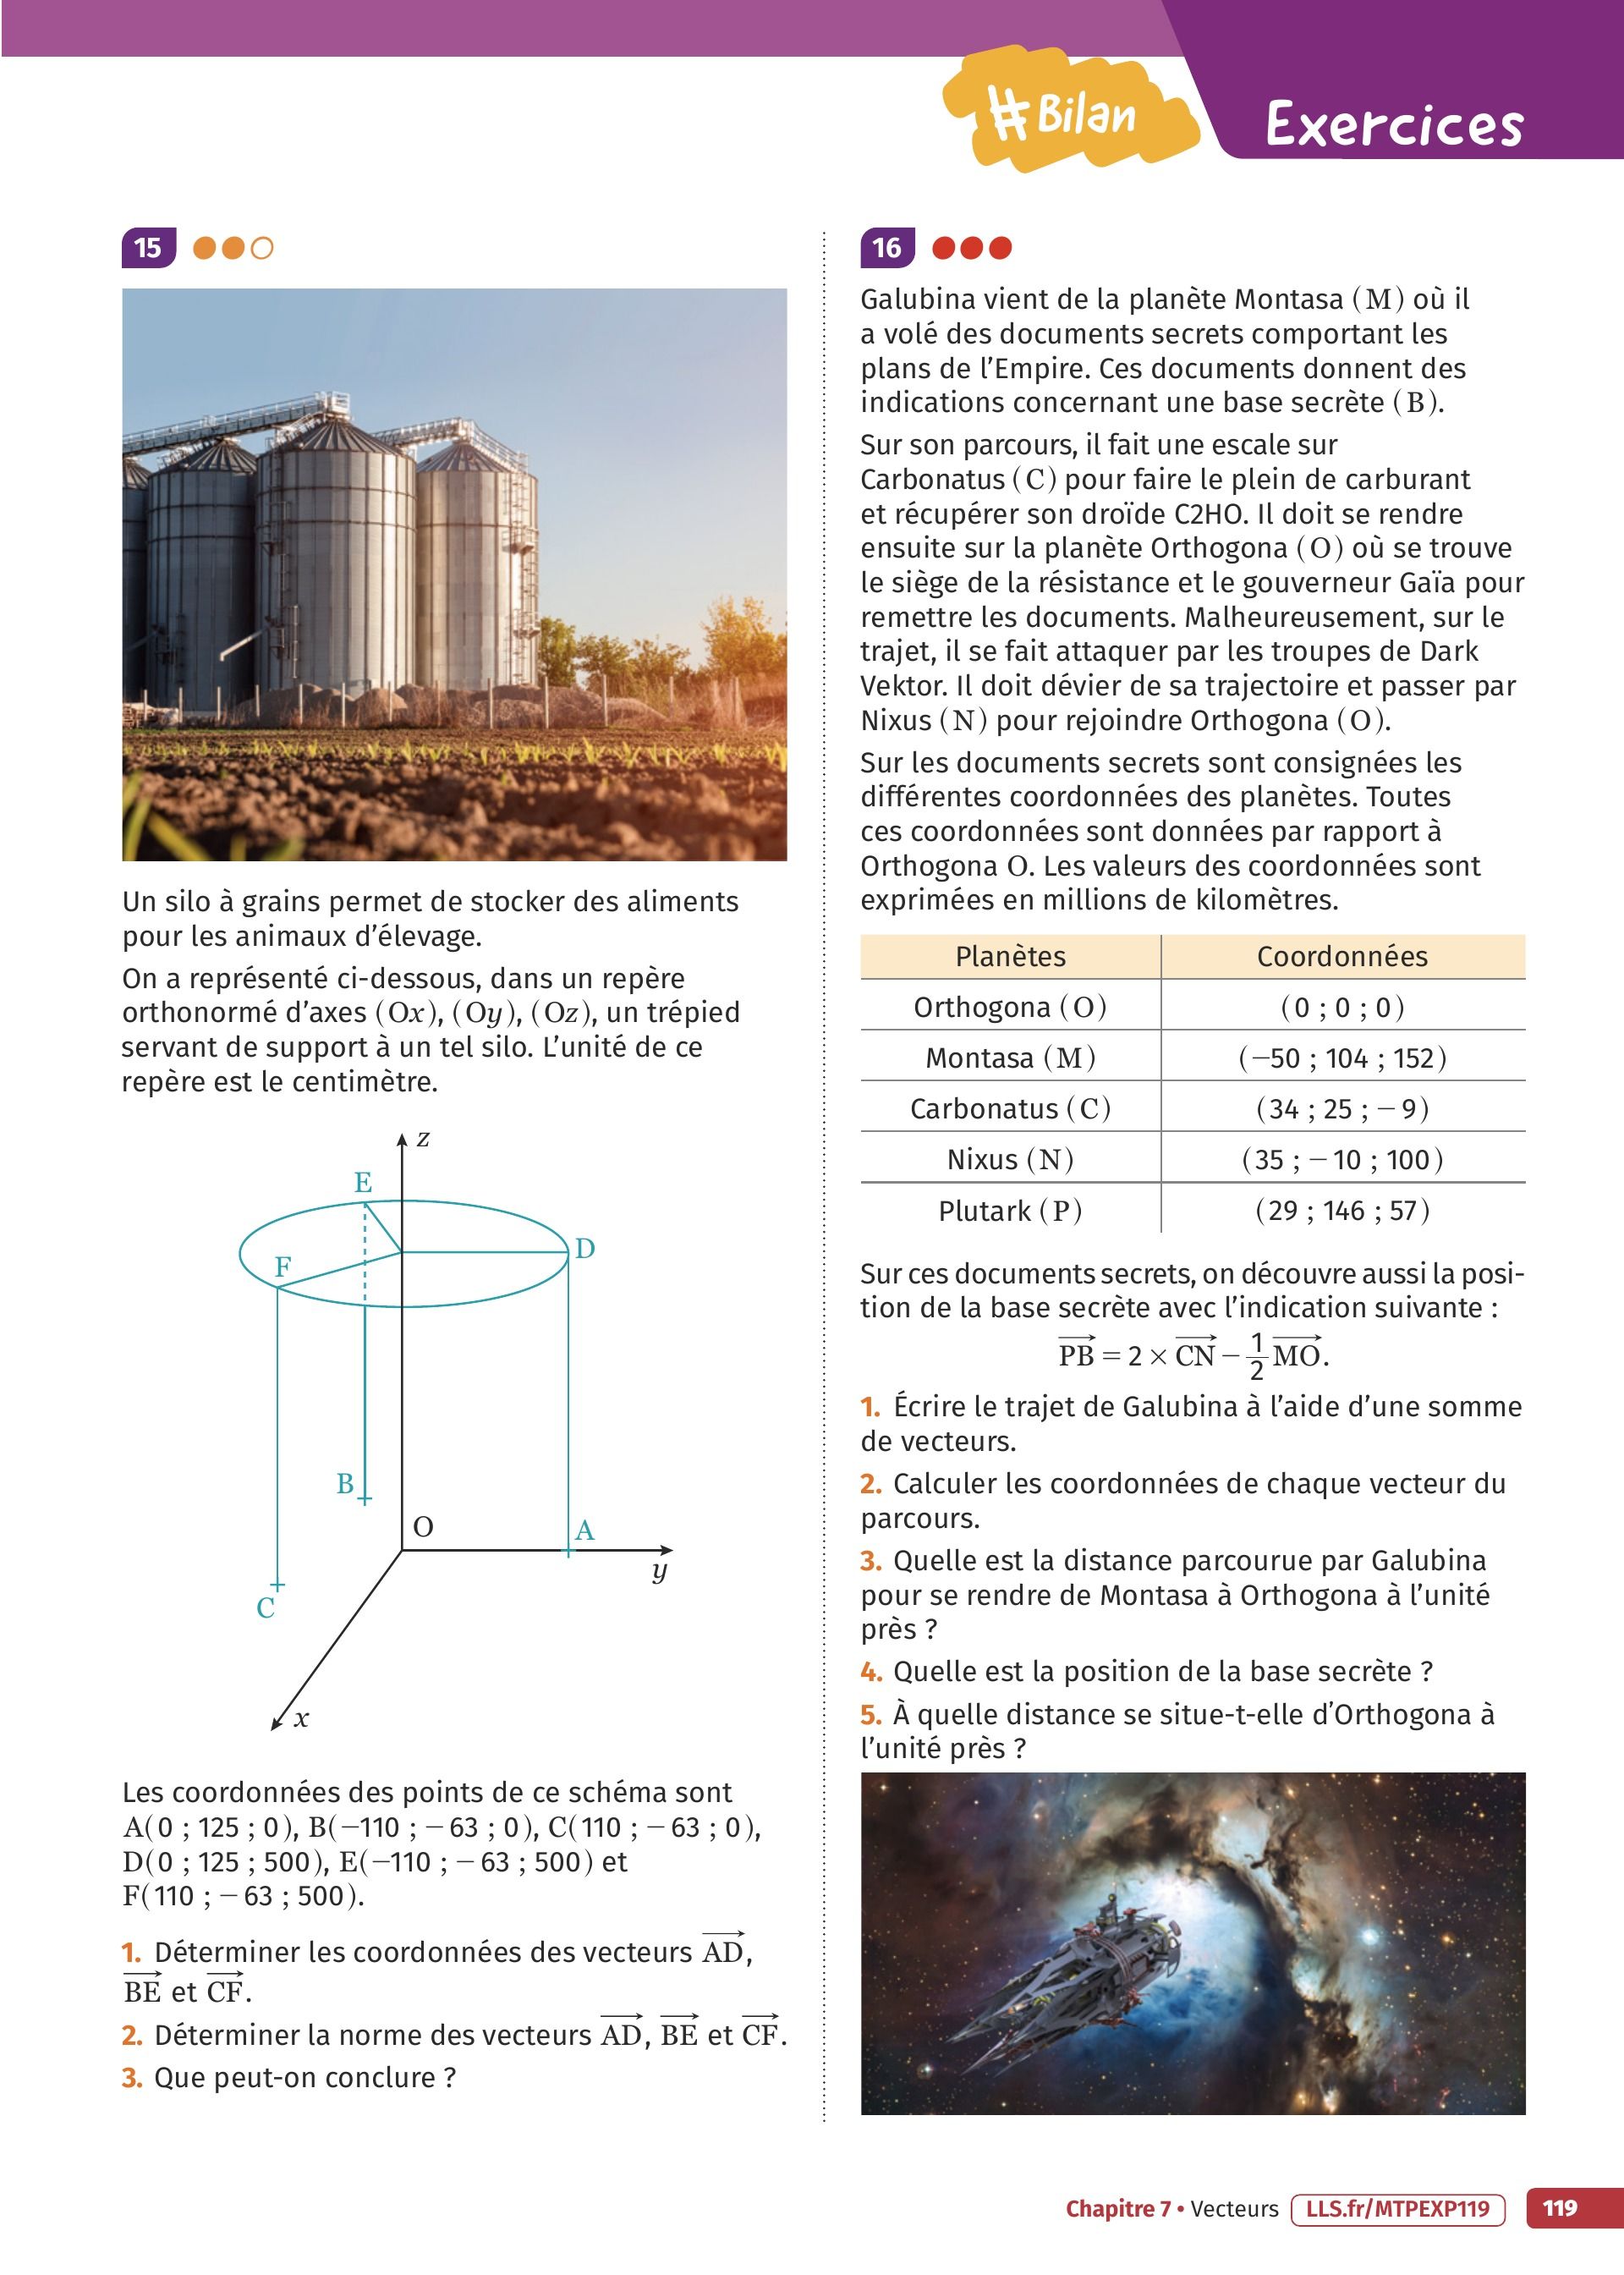 #Bilan
Exercices
15
Un silo à grains permet de stocker des aliments
pour les animaux d'élevage.
On a représenté ci-dessous, dans un repère
orthonormé d'axes (Ox), (Oy), (Oz), un trépied
servant de support à un tel silo. L'unité de ce
repère est le centimètre.
z
E
D
F
B
O
A
y
C
x
Les coordonnées des points de ce schéma sont
A(0 ; 125 ; 0), B(−110 ; − 63 ; 0), C(110 ; − 63 ; 0),
D(0 ; 125 ; 500), E(−110 ; − 63 ; 500) et
F(110 ; − 63 ; 500).
1. Déterminer les coordonnées des vecteurs \overrightarrow{AD},
\overrightarrow{BE} et \overrightarrow{CF}.
2. Déterminer la norme des vecteurs \overrightarrow{AD}, \overrightarrow{BE} et \overrightarrow{CF}.
3. Que peut-on conclure ?
16
Galubina vient de la planète Montasa (M) où il
a volé des documents secrets comportant les
plans de l'Empire. Ces documents donnent des
indications concernant une base secrète (B).
Sur son parcours, il fait une escale sur
Carbonatus (C) pour faire le plein de carburant
et récupérer son droïde C2HO. Il doit se rendre
ensuite sur la planète Orthogona (O) où se trouve
le siège de la résistance et le gouverneur Gaïa pour
remettre les documents. Malheureusement, sur le
trajet, il se fait attaquer par les troupes de Dark
Vektor. Il doit dévier de sa trajectoire et passer par
Nixus (N) pour rejoindre Orthogona (O).
Sur les documents secrets sont consignées les
différentes coordonnées des planètes. Toutes
ces coordonnées sont données par rapport à
Orthogona O. Les valeurs des coordonnées sont
exprimées en millions de kilomètres.
Planètes Coordonnées
Orthogona (O) (0 ; 0 ; 0)
Montasa (M) (−50 ; 104 ; 152)
Carbonatus (C) (34 ; 25 ; − 9)
Nixus (N) (35 ; − 10 ; 100)
Plutark (P) (29 ; 146 ; 57)
Sur ces documents secrets, on découvre aussi la posi-
tion de la base secrète avec l'indication suivante :
\overrightarrow{PB} = 2 × \overrightarrow{CN} − \frac{1}{2} \overrightarrow{MO}.
1. Écrire le trajet de Galubina à l'aide d'une somme
de vecteurs.
2. Calculer les coordonnées de chaque vecteur du
parcours.
3. Quelle est la distance parcourue par Galubina
pour se rendre de Montasa à Orthogona à l'unité
près ?
4. Quelle est la position de la base secrète ?
5. À quelle distance se situe-t-elle d'Orthogona à
l'unité près ?
Chapitre 7 • Vecteurs LLS.fr/MTPEXP119 119